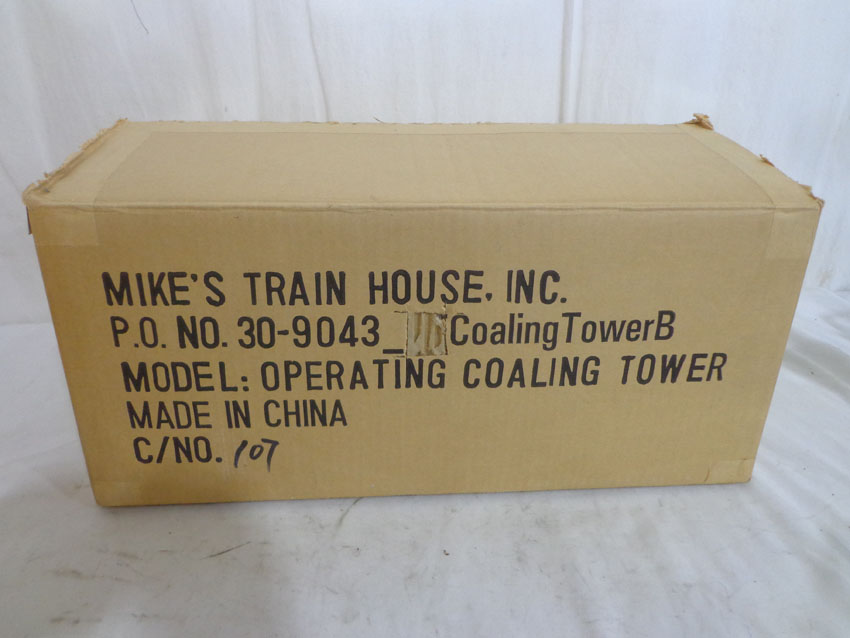 MIKE'S TRAIN HOUSE, INC.
P.O. NO. 30-9043_ CoalingTowerB
MODEL: OPERATING COALING TOWER
MADE IN CHINA
C/NO. 107